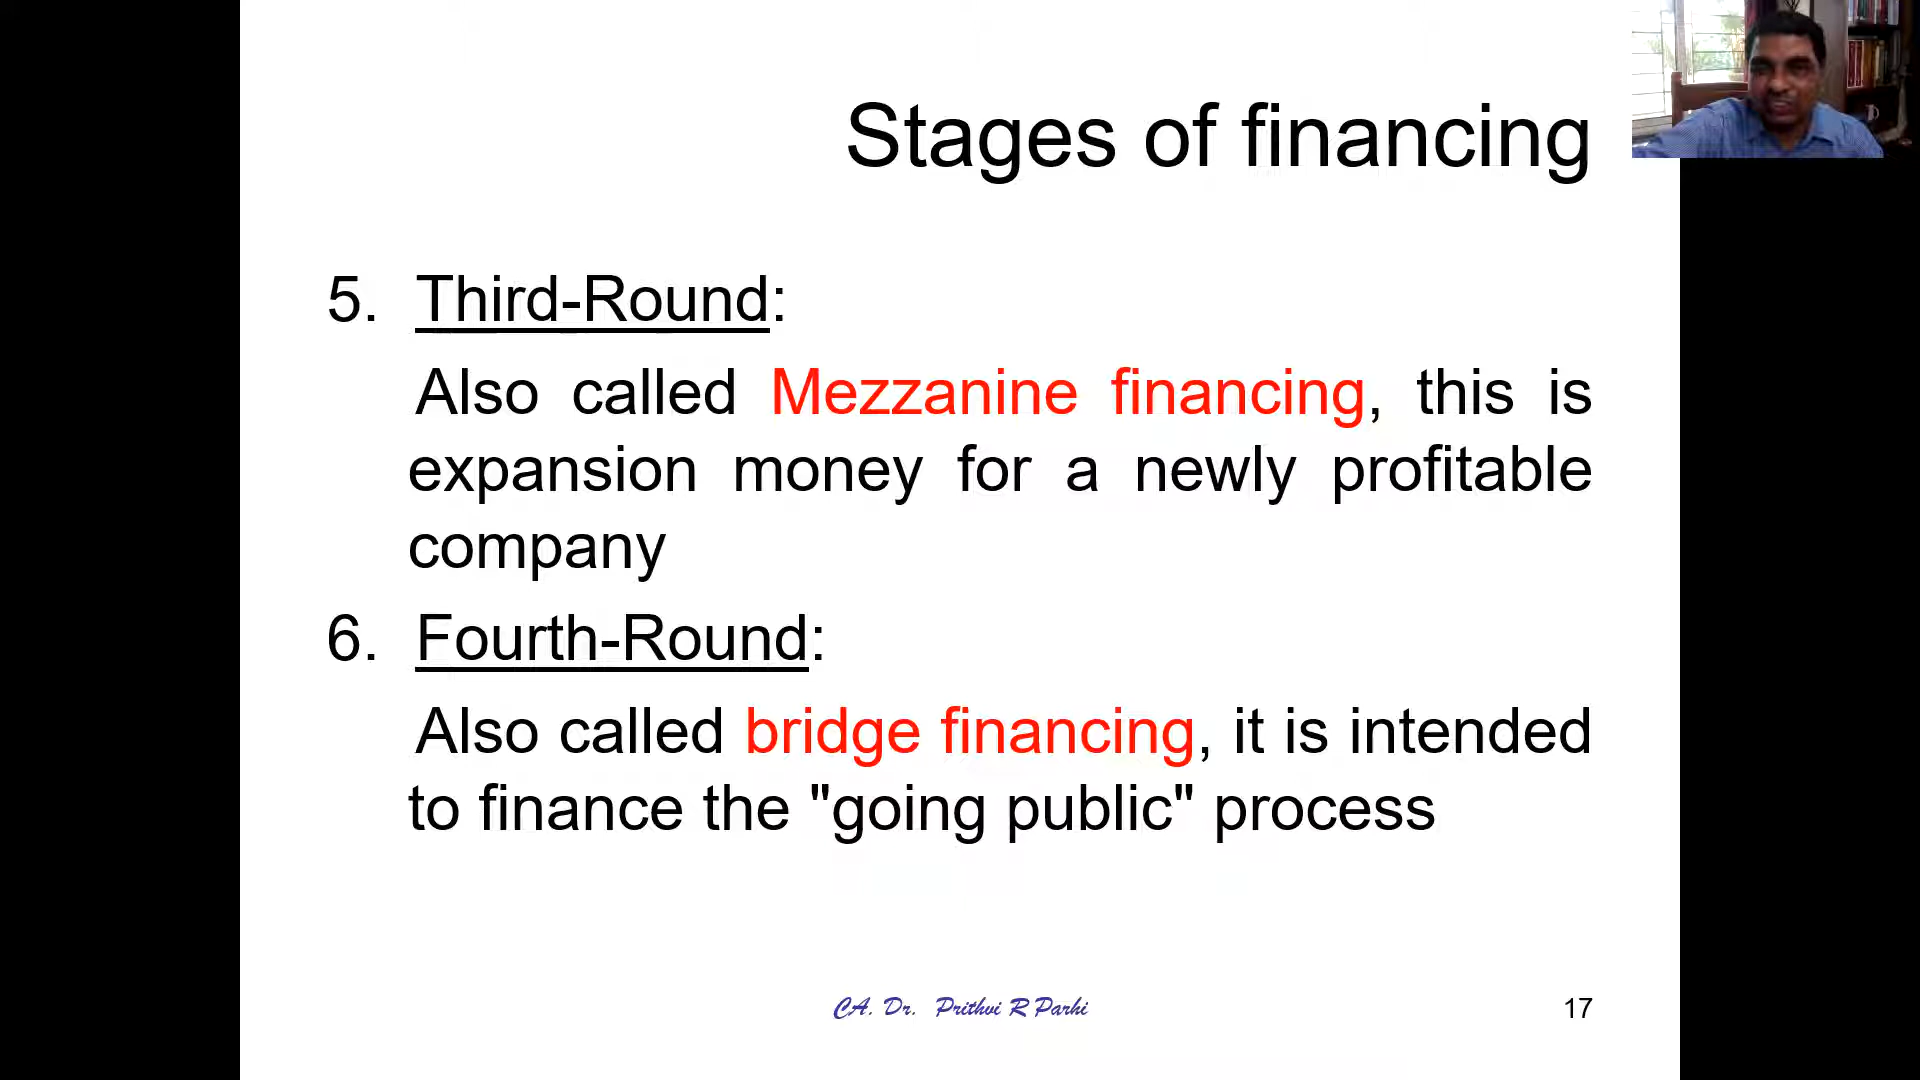 Stages of financing
5. Third-Round:
Also called Mezzanine financing, this is
expansion money for a newly profitable
company
6. Fourth-Round:
Also called bridge financing, it is intended
to finance the "going public" process
CA. Dr. Prithvi R Parhi
17